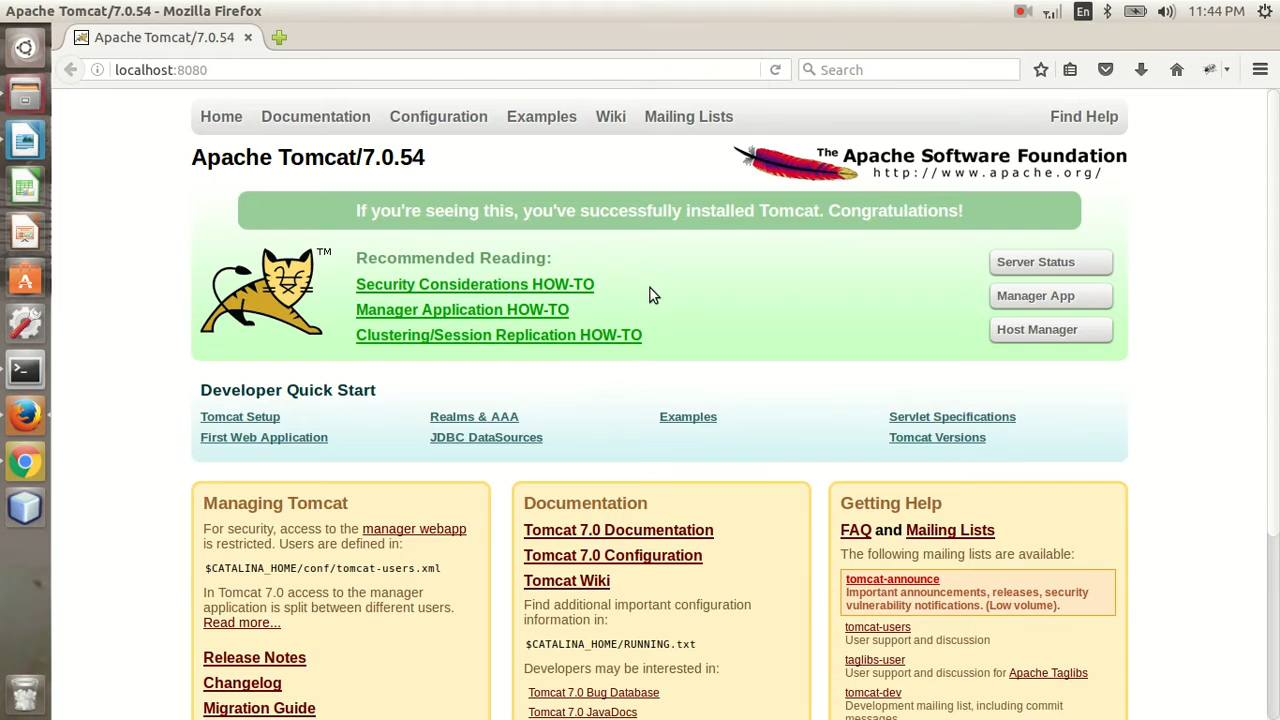 Apache Tomcat/7.0.54 - Mozilla Firefox
En
11:44 PM
Apache Tomcat/7.0.54
localhost:8080
Search
Home Documentation Configuration Examples Wiki Mailing Lists Find Help
Apache Tomcat/7.0.54
The Apache Software Foundation
http://www.apache.org/
If you're seeing this, you've successfully installed Tomcat. Congratulations!
TM
Recommended Reading:
Security Considerations HOW-TO
Manager Application HOW-TO
Clustering/Session Replication HOW-TO
Server Status
Manager App
Host Manager
Developer Quick Start
Tomcat Setup
First Web Application
Realms & AAA
JDBC DataSources
Examples
Servlet Specifications
Tomcat Versions
Managing Tomcat
For security, access to the manager webapp
is restricted. Users are defined in:
$CATALINA_HOME/conf/tomcat-users.xml
In Tomcat 7.0 access to the manager
application is split between different users.
Read more...
Release Notes
Changelog
Migration Guide
Documentation
Tomcat 7.0 Documentation
Tomcat 7.0 Configuration
Tomcat Wiki
Find additional important configuration
information in:
$CATALINA_HOME/RUNNING.txt
Developers may be interested in:
Tomcat 7.0 Bug Database
Tomcat 7.0 JavaDocs
Getting Help
FAQ and Mailing Lists
The following mailing lists are available:
tomcat-announce
Important announcements, releases, security
vulnerability notifications. (Low volume).
tomcat-users
User support and discussion
taglibs-user
User support and discussion for Apache Taglibs
tomcat-dev
Development mailing list, including commit
messages